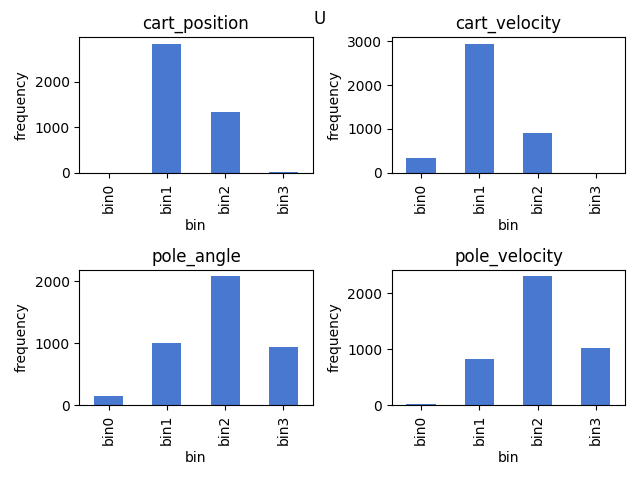 U
cart_position
frequency
2000
1000
0
bin0
bin1
bin2
bin3
bin
cart_velocity
frequency
3000
2000
1000
0
bin0
bin1
bin2
bin3
bin
pole_angle
frequency
2000
1000
0
bin0
bin1
bin2
bin3
bin
pole_velocity
frequency
2000
1000
0
bin0
bin1
bin2
bin3
bin